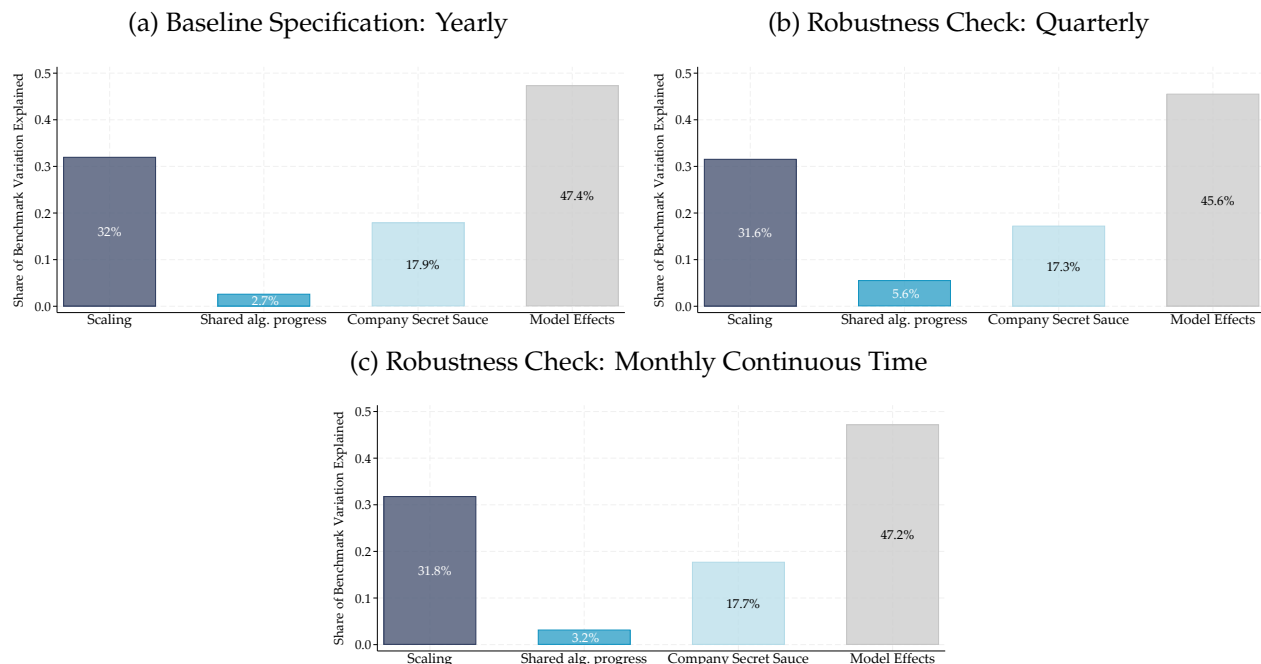 (a) Baseline Specification: Yearly
Share of Benchmark Variation Explained
0.5
0.4
0.3
0.2
0.1
0.0
32%
2.7%
17.9%
47.4%
Scaling
Shared alg. progress
Company Secret Sauce
Model Effects
(b) Robustness Check: Quarterly
Share of Benchmark Variation Explained
0.5
0.4
0.3
0.2
0.1
0.0
31.6%
5.6%
17.3%
45.6%
Scaling
Shared alg. progress
Company Secret Sauce
Model Effects
(c) Robustness Check: Monthly Continuous Time
Share of Benchmark Variation Explained
0.5
0.4
0.3
0.2
0.1
0.0
31.8%
3.2%
17.7%
47.2%
Scaling
Shared alg. progress
Company Secret Sauce
Model Effects